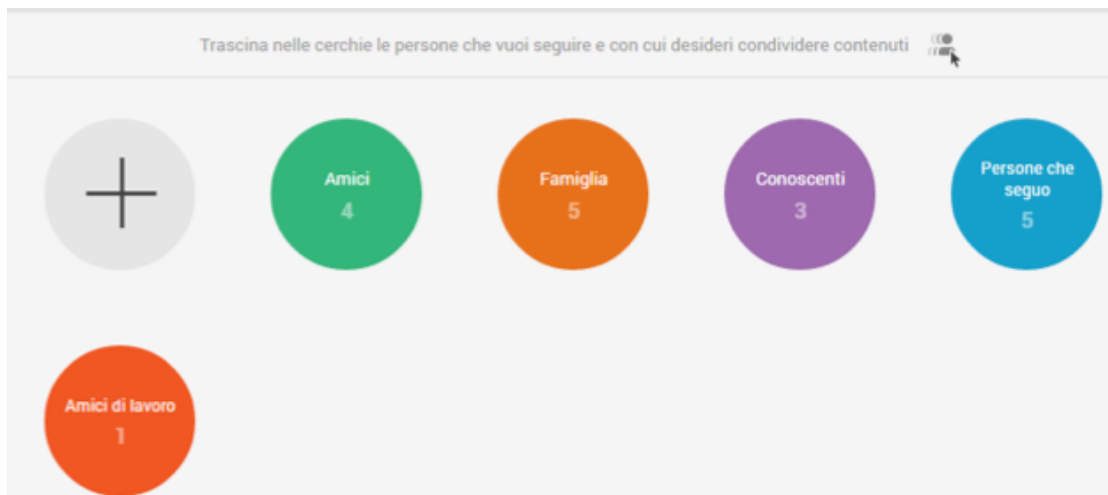 Trascina nelle cerchie le persone che vuoi seguire e con cui desideri condividere contenuti
Amici
4
Famiglia
5
Conoscenti
3
Persone che
seguo
5
Amici di lavoro
1